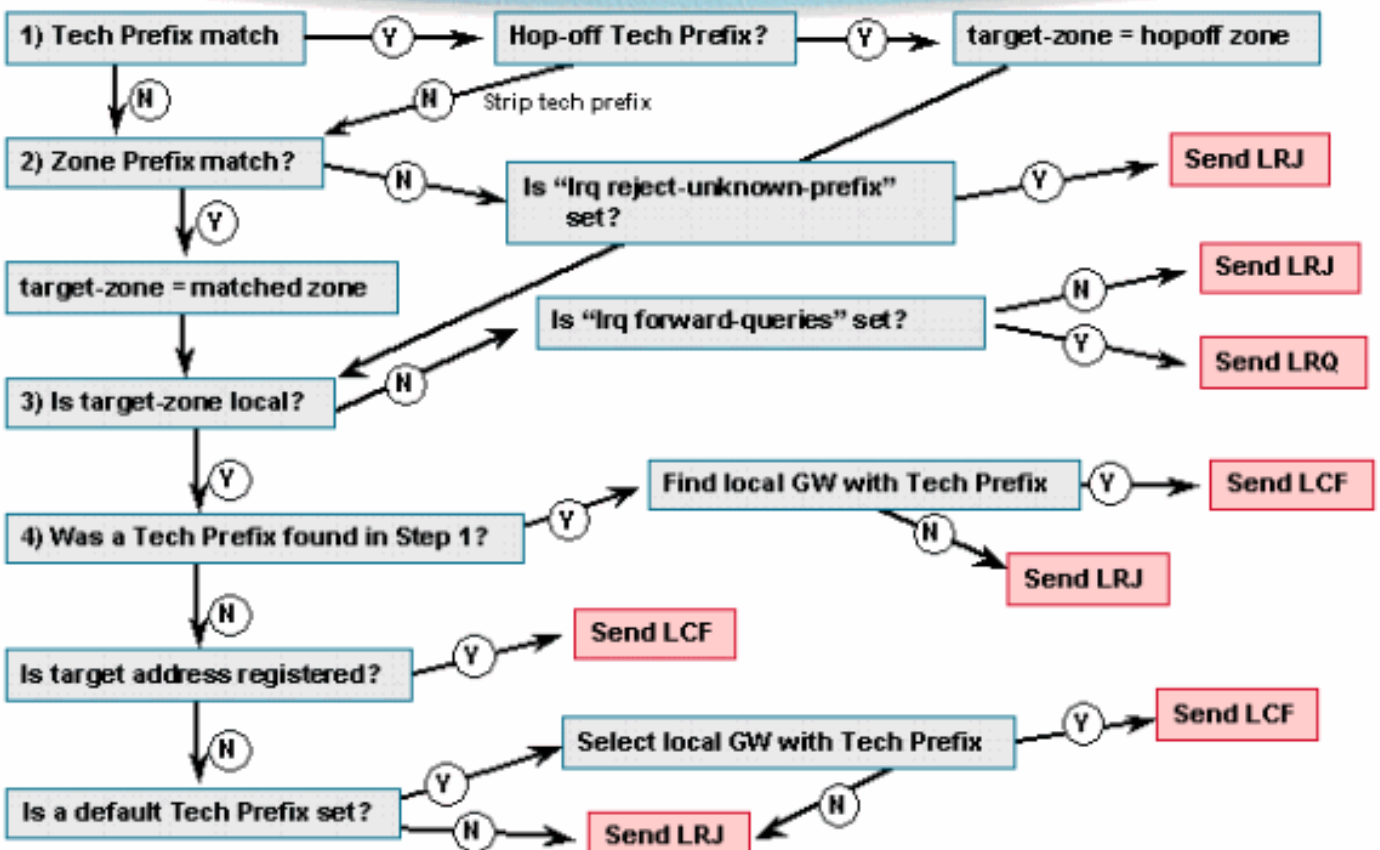 1) Tech Prefix match
Y
Hop-off Tech Prefix?
Y
target-zone = hopoff zone
N
N
Strip tech prefix
2) Zone Prefix match?
N
Is “lrq reject-unknown-prefix”
set?
Y
Send LRJ
Y
target-zone = matched zone
Is “lrq forward-queries” set?
N
Send LRJ
Y
Send LRQ
3) Is target-zone local?
N
Y
Find local GW with Tech Prefix
Y
Send LCF
4) Was a Tech Prefix found in Step 1?
Y
N
Send LRJ
N
Send LCF
Is target address registered?
Y
N
Select local GW with Tech Prefix
Y
Send LCF
Is a default Tech Prefix set?
Y
N
N
Send LRJ